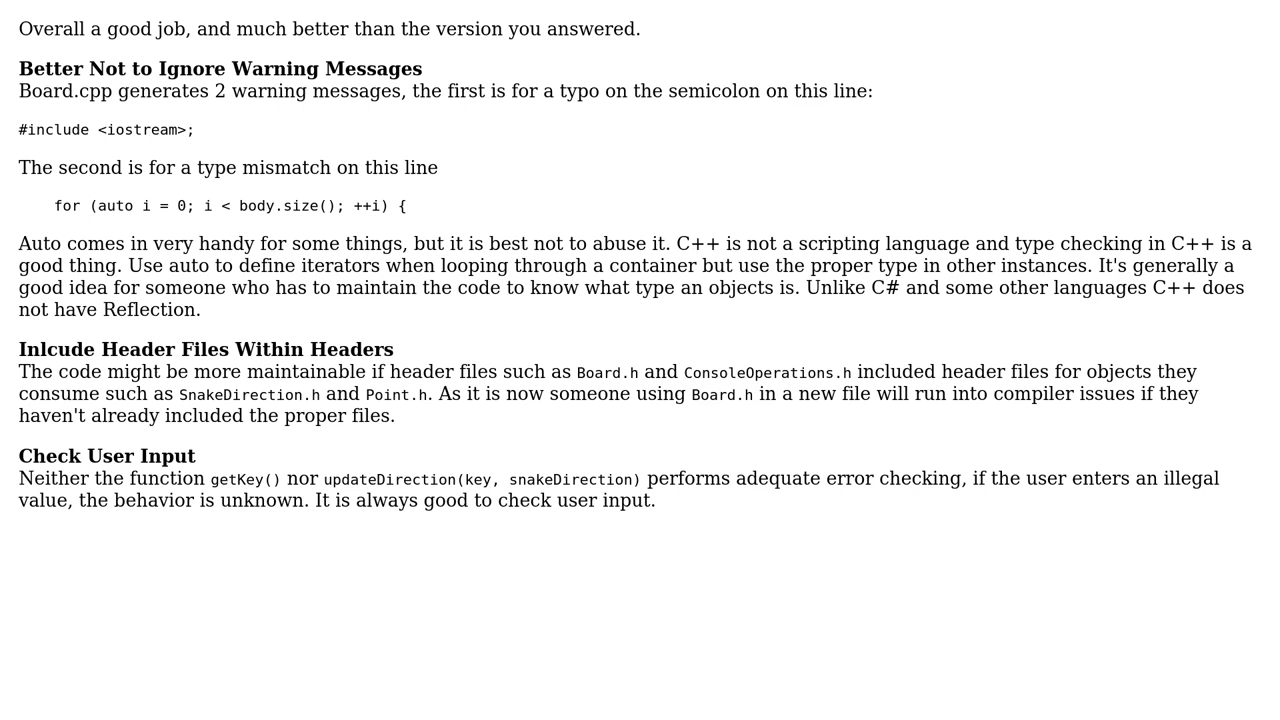 Overall a good job, and much better than the version you answered.
Better Not to Ignore Warning Messages
Board.cpp generates 2 warning messages, the first is for a typo on the semicolon on this line:
#include <iostream>;
The second is for a type mismatch on this line
    for (auto i = 0; i < body.size(); ++i) {
Auto comes in very handy for some things, but it is best not to abuse it. C++ is not a scripting language and type checking in C++ is a
good thing. Use auto to define iterators when looping through a container but use the proper type in other instances. It's generally a
good idea for someone who has to maintain the code to know what type an objects is. Unlike C# and some other languages C++ does
not have Reflection.
Inlcude Header Files Within Headers
The code might be more maintainable if header files such as Board.h and ConsoleOperations.h included header files for objects they
consume such as SnakeDirection.h and Point.h. As it is now someone using Board.h in a new file will run into compiler issues if they
haven't already included the proper files.
Check User Input
Neither the function getKey() nor updateDirection(key, snakeDirection) performs adequate error checking, if the user enters an illegal
value, the behavior is unknown. It is always good to check user input.